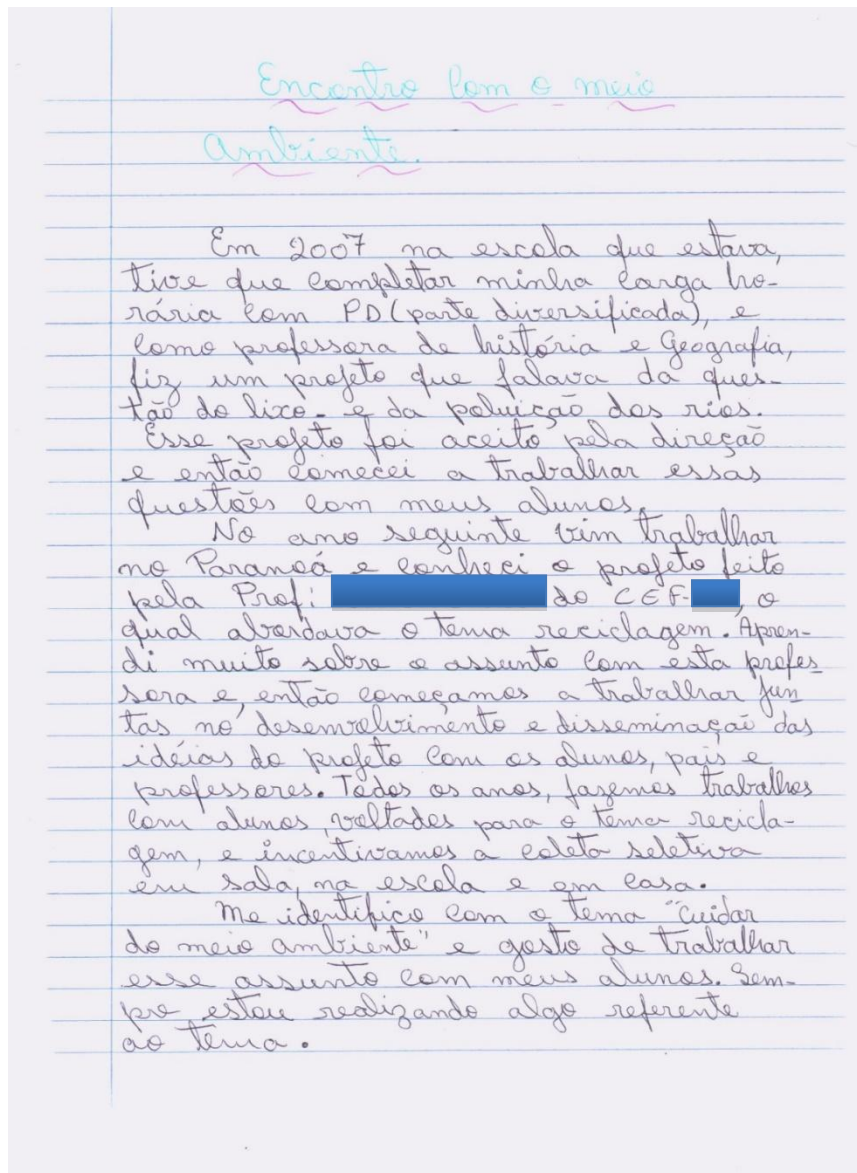 Encontro com o meio
Ambiente.
Em 2007 na escola que estava,
tive que completar minha carga ho-
rária com PD (parte diversificada), e
como professora de história e Geografia,
fiz um projeto que falava da ques-
tão do lixo - e da poluição dos rios.
Esse projeto foi aceito pela direção
e então comecei a trabalhar essas
questões com meus alunos.
No ano seguinte vim trabalhar
no Paranoá e conheci o projeto feito
pela Prof: do CEF- , o
qual abordava o tema reciclagem. Apren-
di muito sobre o assunto com esta profes
sora e, então começamos a trabalhar jun
tas no desenvolvimento e disseminação das
idéias do projeto com os alunos, pais e
professores. Todos os anos, fazemos trabalhos
com alunos, voltados para o tema recicla-
gem, e incentivamos a coleta seletiva
em sala, na escola e em casa.
Me identifico com o tema "cuidar
do meio ambiente" e gosto de trabalhar
esse assunto com meus alunos. Sem-
pre estou realizando algo referente
ao tema.